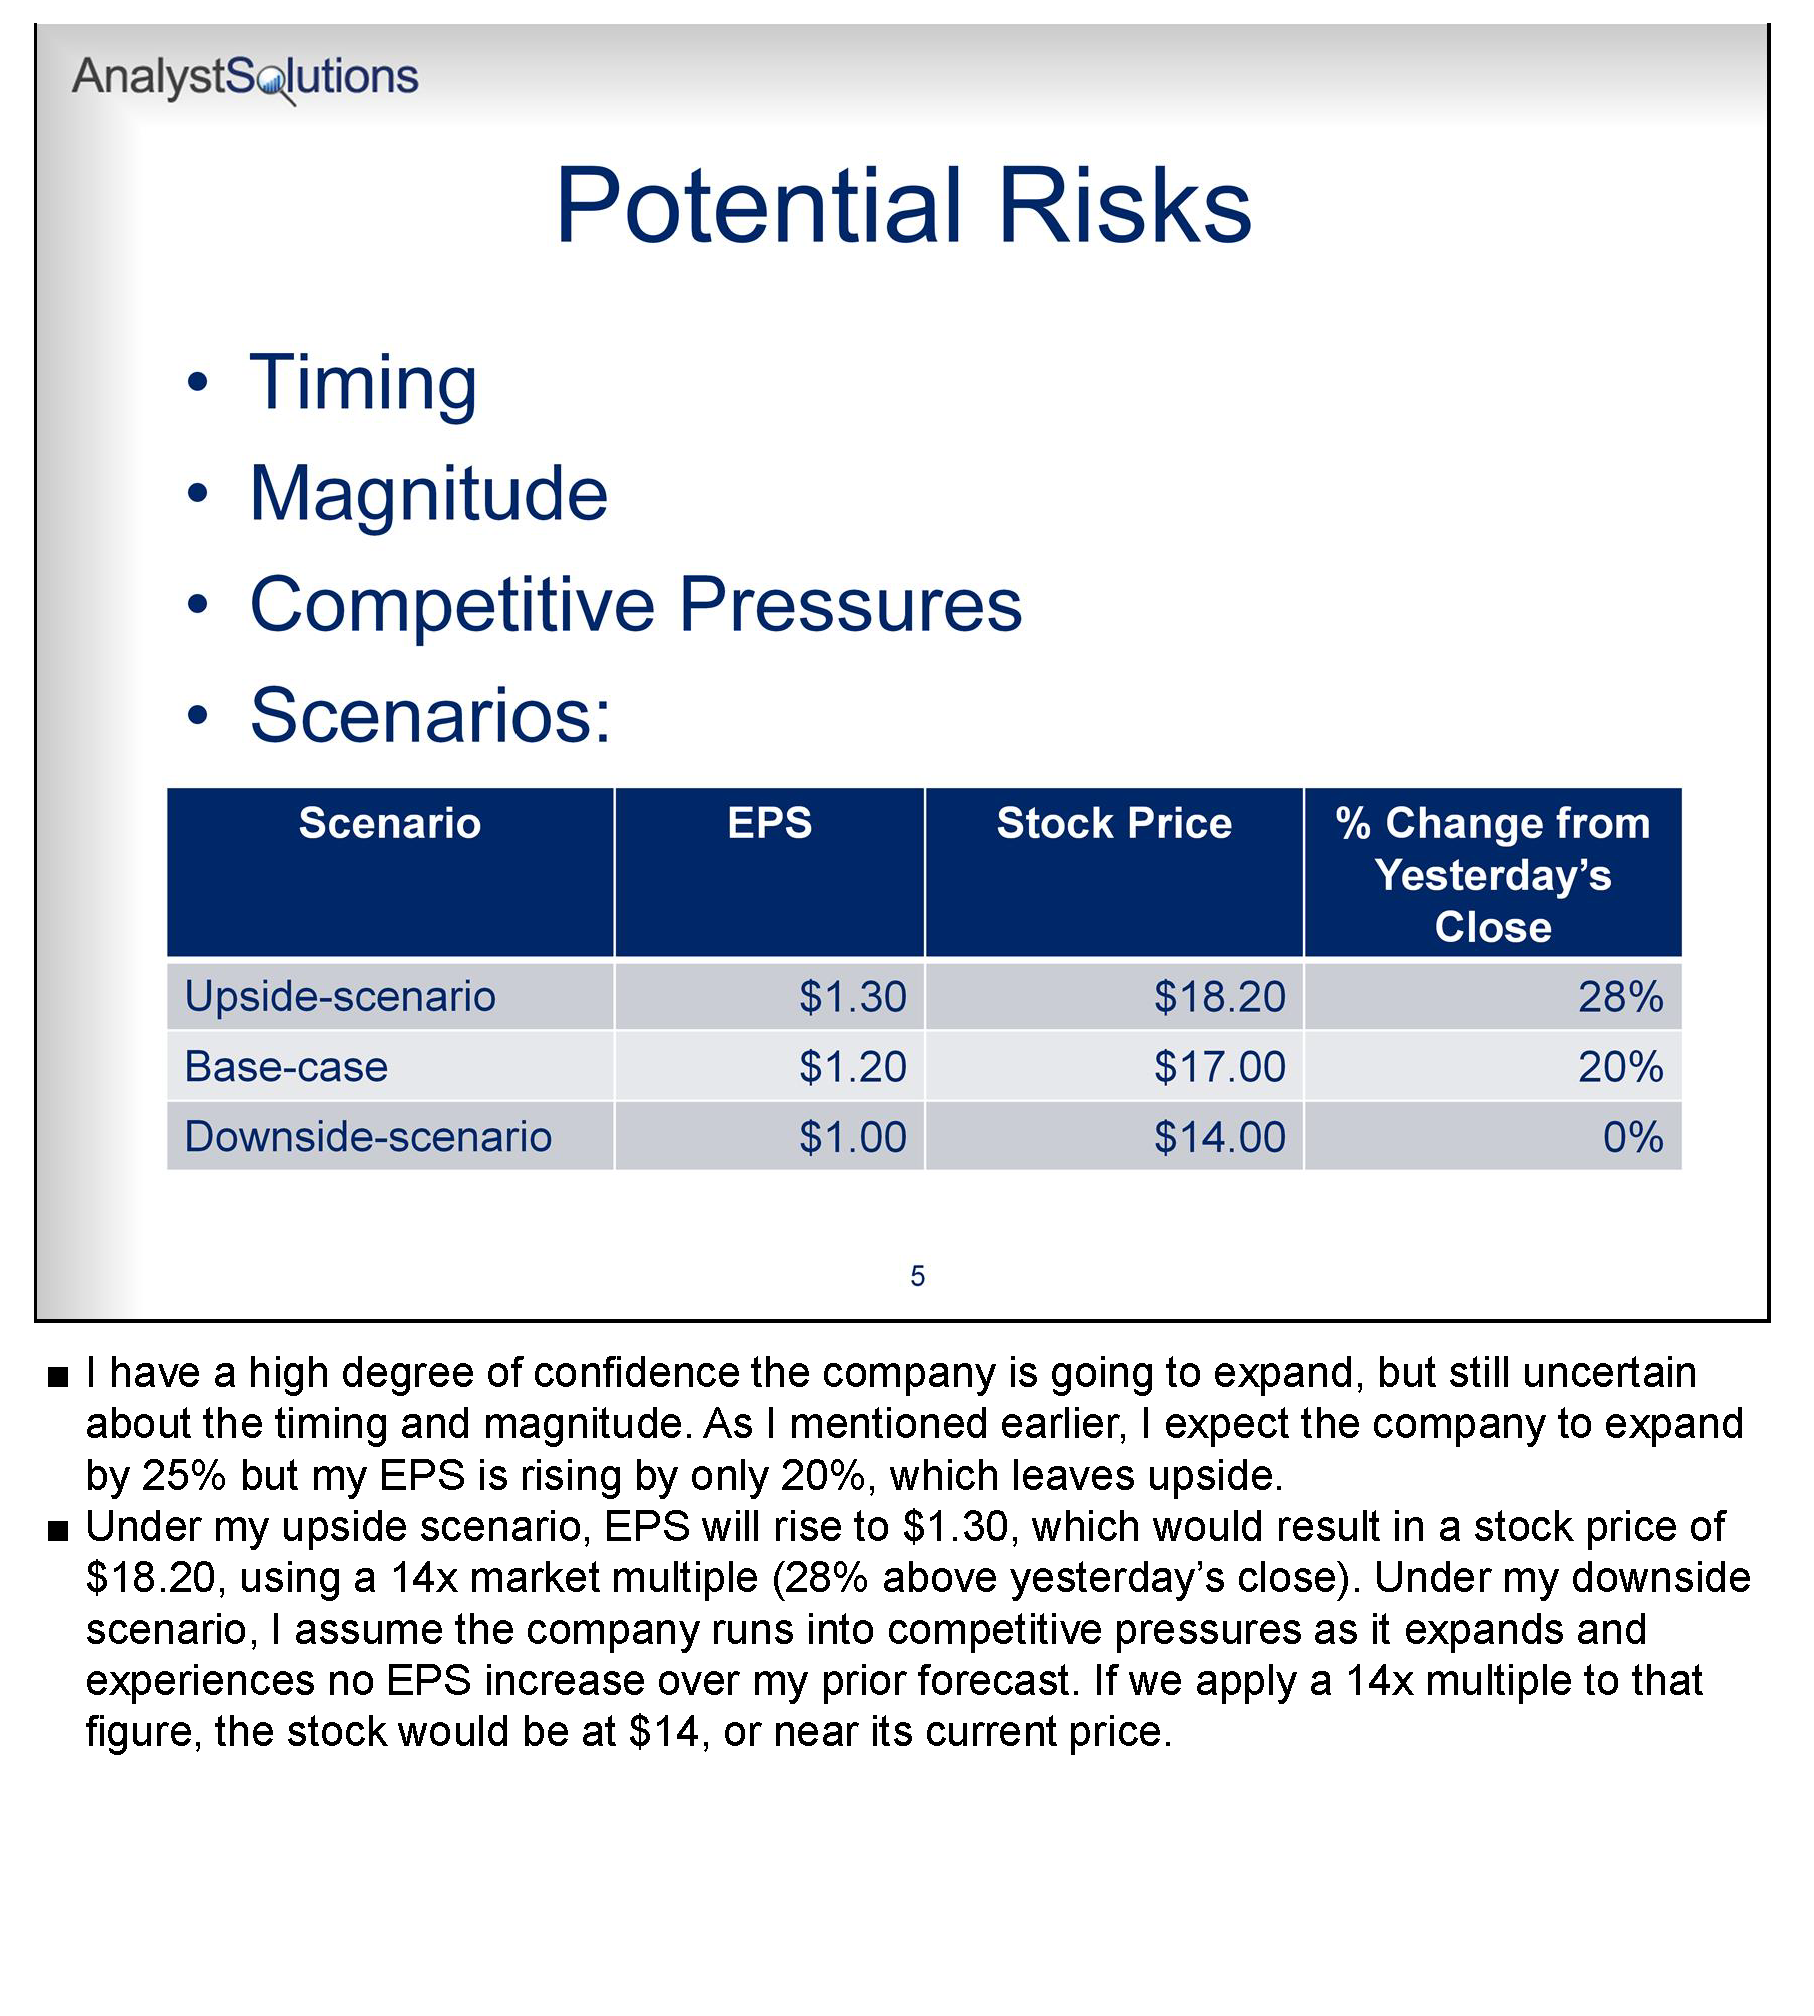 AnalystSolutions
Potential Risks
• Timing
• Magnitude
• Competitive Pressures
• Scenarios:
Scenario EPS Stock Price % Change from
Yesterday’s
Close
Upside-scenario $1.30 $18.20 28%
Base-case $1.20 $17.00 20%
Downside-scenario $1.00 $14.00 0%
5
■ I have a high degree of confidence the company is going to expand, but still uncertain
about the timing and magnitude. As I mentioned earlier, I expect the company to expand
by 25% but my EPS is rising by only 20%, which leaves upside.
■ Under my upside scenario, EPS will rise to $1.30, which would result in a stock price of
$18.20, using a 14x market multiple (28% above yesterday’s close). Under my downside
scenario, I assume the company runs into competitive pressures as it expands and
experiences no EPS increase over my prior forecast. If we apply a 14x multiple to that
figure, the stock would be at $14, or near its current price.